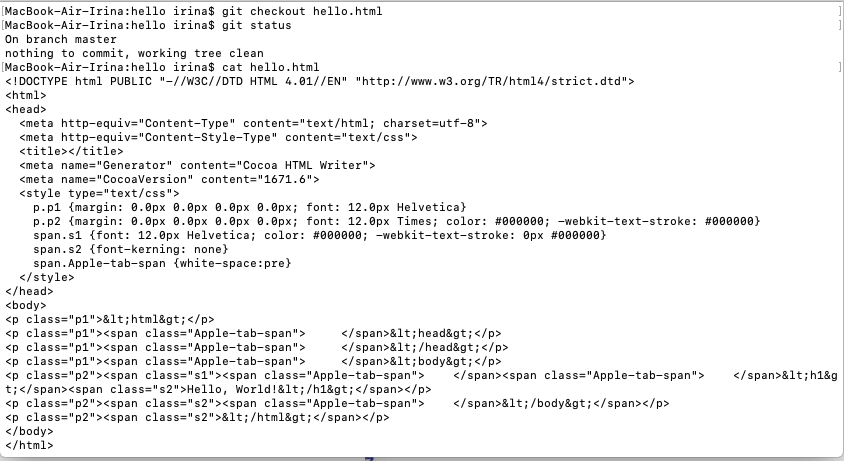 [MacBook-Air-Irina:hello irina$ git checkout hello.html ]
[MacBook-Air-Irina:hello irina$ git status ]
On branch master
nothing to commit, working tree clean
[MacBook-Air-Irina:hello irina$ cat hello.html ]
<!DOCTYPE html PUBLIC "-//W3C//DTD HTML 4.01//EN" "http://www.w3.org/TR/html4/strict.dtd">
<html>
<head>
  <meta http-equiv="Content-Type" content="text/html; charset=utf-8">
  <meta http-equiv="Content-Style-Type" content="text/css">
  <title></title>
  <meta name="Generator" content="Cocoa HTML Writer">
  <meta name="CocoaVersion" content="1671.6">
  <style type="text/css">
    p.p1 {margin: 0.0px 0.0px 0.0px 0.0px; font: 12.0px Helvetica}
    p.p2 {margin: 0.0px 0.0px 0.0px 0.0px; font: 12.0px Times; color: #000000; -webkit-text-stroke: #000000}
    span.s1 {font: 12.0px Helvetica; color: #000000; -webkit-text-stroke: 0px #000000}
    span.s2 {font-kerning: none}
    span.Apple-tab-span {white-space:pre}
  </style>
</head>
<body>
<p class="p1">&lt;html&gt;</p>
<p class="p1"><span class="Apple-tab-span">     </span>&lt;head&gt;</p>
<p class="p1"><span class="Apple-tab-span">     </span>&lt;/head&gt;</p>
<p class="p1"><span class="Apple-tab-span">     </span>&lt;body&gt;</p>
<p class="p2"><span class="s1"><span class="Apple-tab-span">    </span><span class="Apple-tab-span">    </span>&lt;h1&g
t;</span><span class="s2">Hello, World!&lt;/h1&gt;</span></p>
<p class="p2"><span class="s2"><span class="Apple-tab-span">    </span>&lt;/body&gt;</span></p>
<p class="p2"><span class="s2">&lt;/html&gt;</span></p>
</body>
</html>